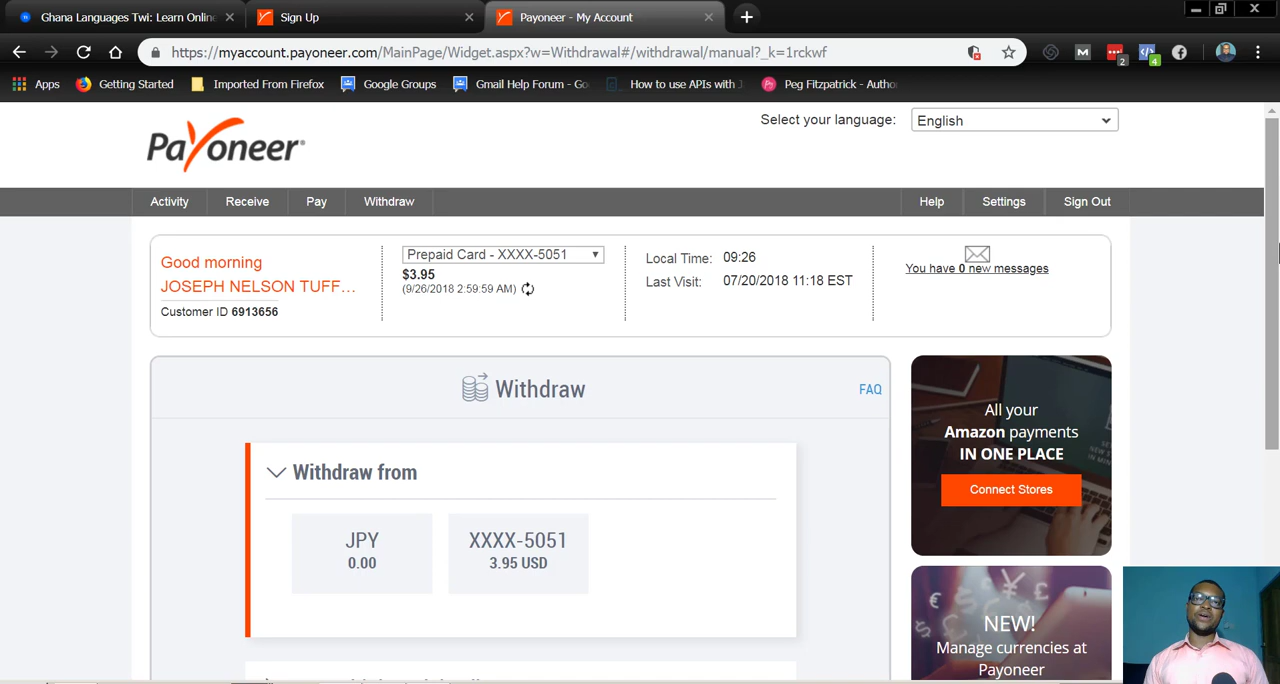 Ghana Languages Twi: Learn Onlin
Sign Up
Payoneer - My Account
https://myaccount.payoneer.com/MainPage/Widget.aspx?w=Withdrawal#/withdrawal/manual?_k=1rckwf
Apps
Getting Started
Imported From Firefox
Google Groups
Gmail Help Forum - Go
How to use APIs with
Peg Fitzpatrick - Author
Payoneer
Select your language:
English
Activity
Receive
Pay
Withdraw
Help
Settings
Sign Out
Good morning
JOSEPH NELSON TUFF...
Customer ID 6913656
Prepaid Card - XXXX-5051
$3.95
(9/26/2018 2:59:59 AM)
Local Time: 09:26
Last Visit: 07/20/2018 11:18 EST
You have 0 new messages
Withdraw
FAQ
Withdraw from
JPY
0.00
XXXX-5051
3.95 USD
All your
Amazon payments
IN ONE PLACE
Connect Stores
NEW!
Manage currencies at
Payoneer